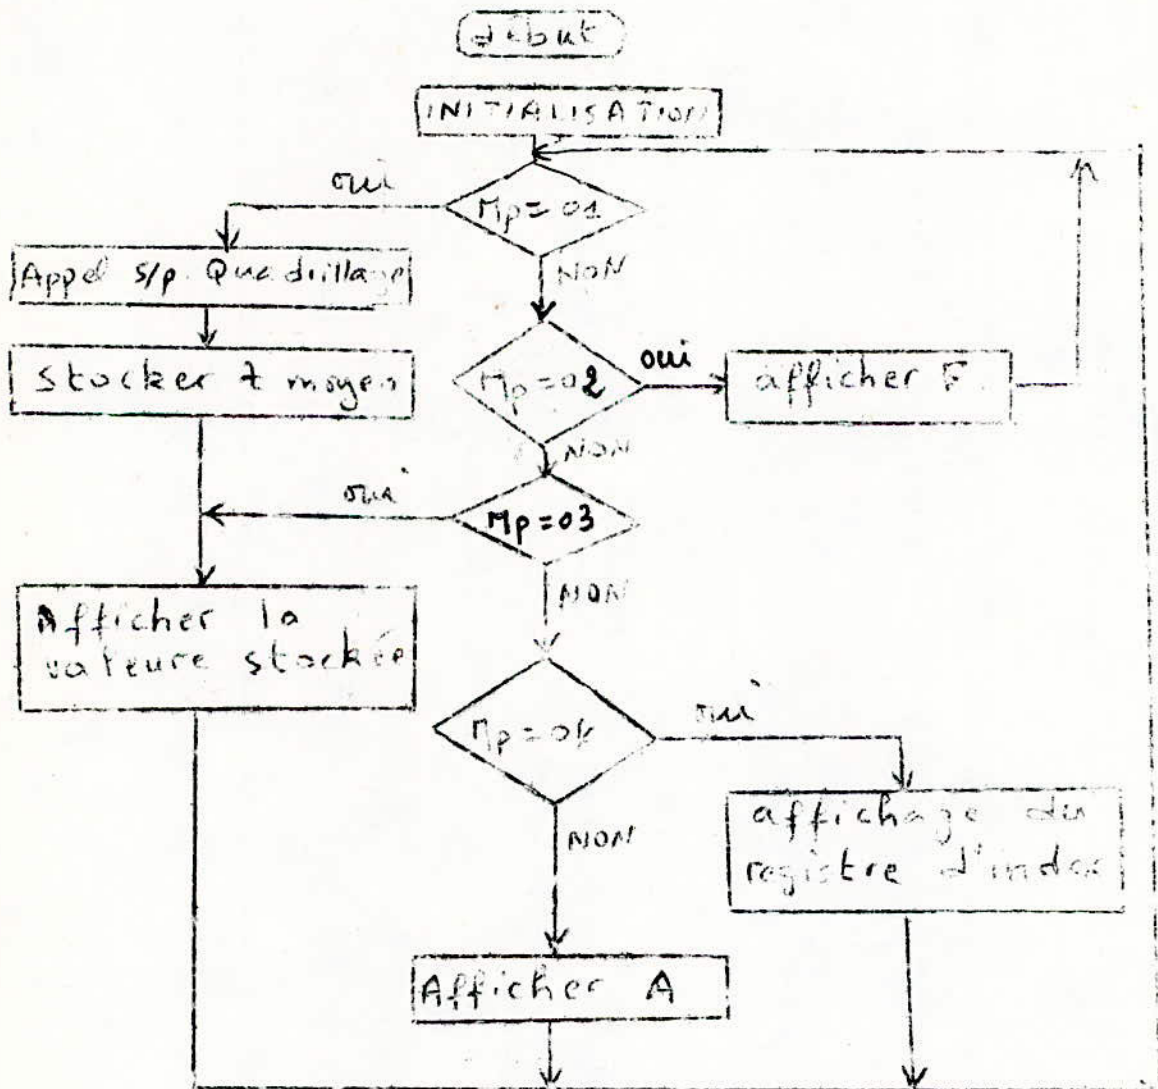 début
INITIALISATION
oui
Mp=01
NON
Appel s/p. Quadrillage
Stocker t moyen
Mp=02
oui
afficher F.
NON
oui
Mp=03
NON
Afficher la
valeure stockée
Mp=04
oui
NON
affichage du
registre d'index
Afficher A